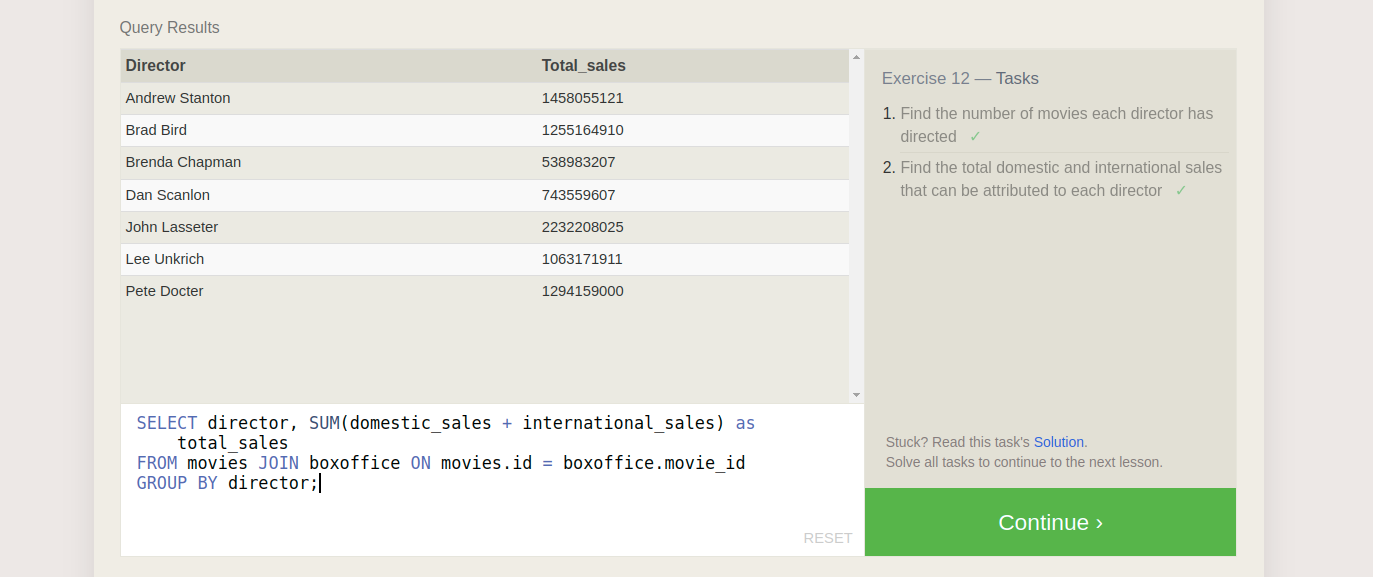 Query Results
Director Total_sales
Andrew Stanton 1458055121
Brad Bird 1255164910
Brenda Chapman 538983207
Dan Scanlon 743559607
John Lasseter 2232208025
Lee Unkrich 1063171911
Pete Docter 1294159000
SELECT director, SUM(domestic_sales + international_sales) as
total_sales
FROM movies JOIN boxoffice ON movies.id = boxoffice.movie_id
GROUP BY director;
RESET
Exercise 12 — Tasks
1. Find the number of movies each director has
directed ✓
2. Find the total domestic and international sales
that can be attributed to each director ✓
Stuck? Read this task's Solution.
Solve all tasks to continue to the next lesson.
Continue ›